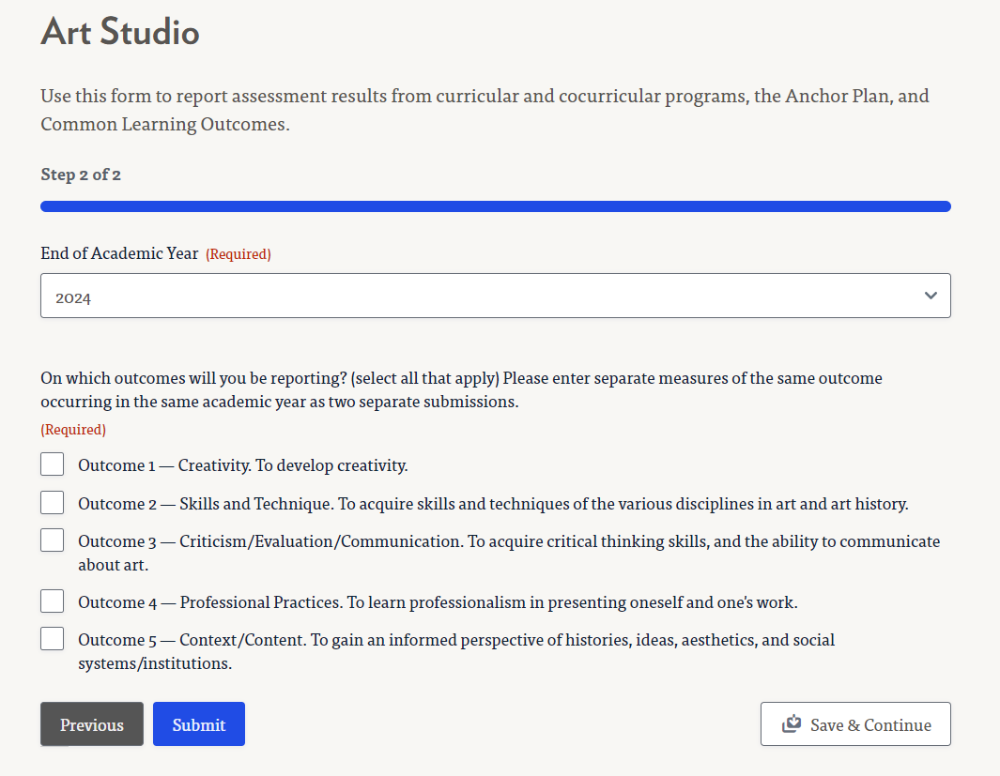 Art Studio
Use this form to report assessment results from curricular and cocurricular programs, the Anchor Plan, and
Common Learning Outcomes.
Step 2 of 2
End of Academic Year (Required)
2024
On which outcomes will you be reporting? (select all that apply) Please enter separate measures of the same outcome
occurring in the same academic year as two separate submissions.
(Required)
Outcome 1 — Creativity. To develop creativity.
Outcome 2 — Skills and Technique. To acquire skills and techniques of the various disciplines in art and art history.
Outcome 3 — Criticism/Evaluation/Communication. To acquire critical thinking skills, and the ability to communicate
about art.
Outcome 4 — Professional Practices. To learn professionalism in presenting oneself and one's work.
Outcome 5 — Context/Content. To gain an informed perspective of histories, ideas, aesthetics, and social
systems/institutions.
Previous
Submit
Save & Continue